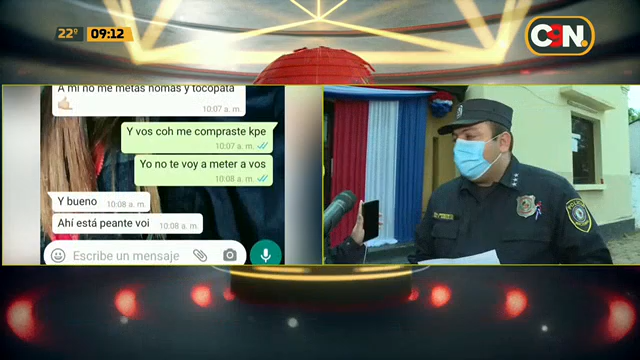 22º 09:12
C9N.
A mi no me metas nomas y tocopata
10:07 a. m.
Y vos coh me compraste kpe
10:07 a. m.
Yo no te voy a meter a vos
10:08 a. m.
Y bueno
10:08 a. m.
Ahí está peante voi
10:08 a. m.
Escribe un mensaje